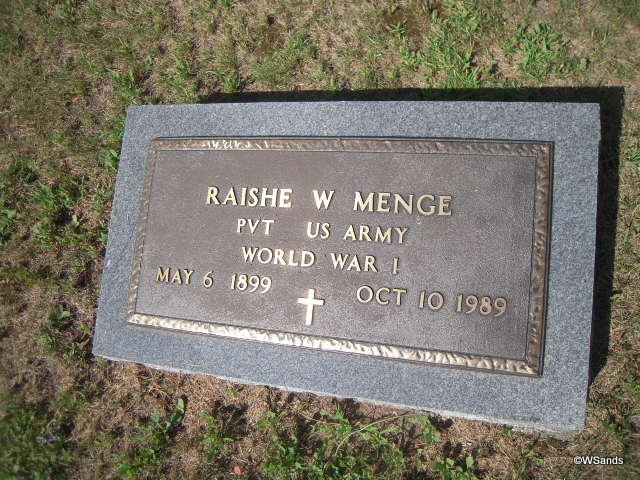 RAISHE W MENGE
PVT US ARMY
WORLD WAR I
MAY 6 1899 OCT 10 1989
©WSands